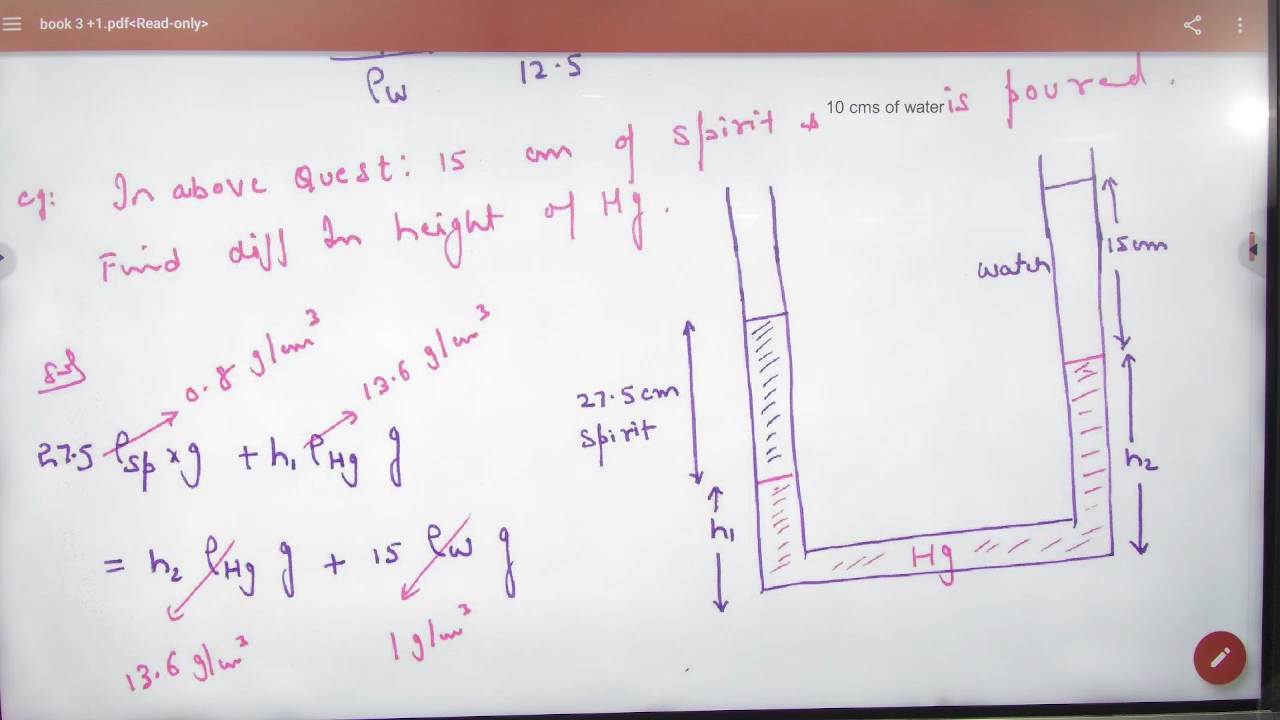 book 3 +1.pdf<Read-only>
ρw 12.5
eg: In above Quest: 15 cm of spirit + 10 cms of water is poured.
Find diff In height of Hg.
Sol
0.8 g/cm³ 13.6 g/cm³
27.5 ρsp × g + h₁ ρHg g
= h₂ ρHg g + 15 ρw g
13.6 g/cm³ 1 g/cm³
27.5 cm
spirit
h₁
Hg
water
15cm
h₂